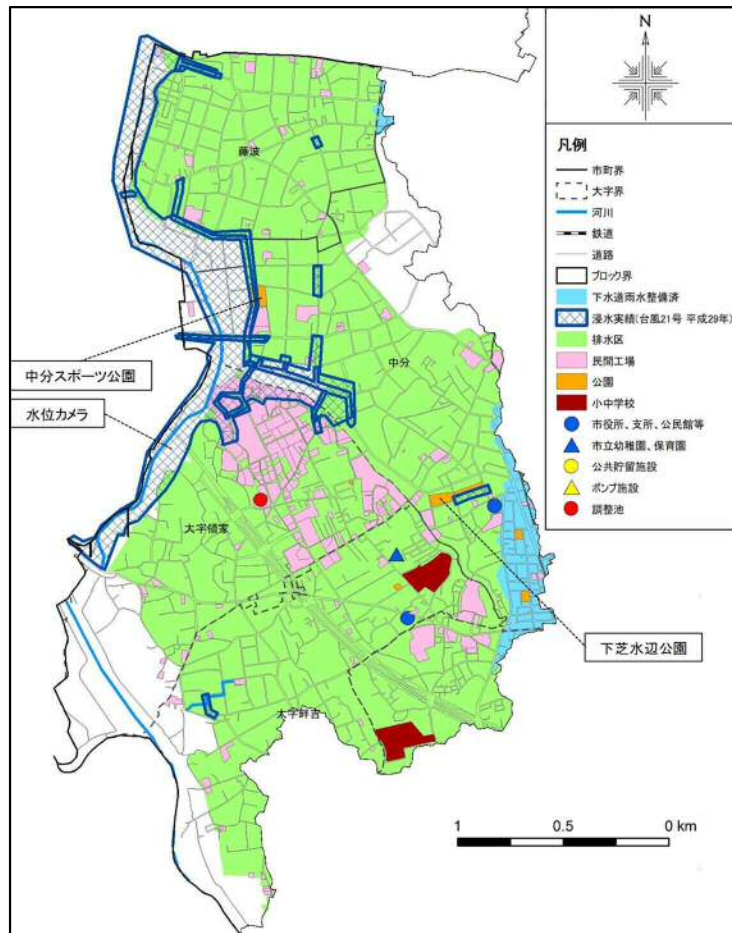 N
凡例
市町界
大字界
河川
鉄道
道路
ブロック界
下水道雨水整備済
浸水実績(台風21号 平成29年)
排水区
民間工場
公園
小中学校
市役所、支所、公民館等
市立幼稚園、保育園
公共貯留施設
ポンプ施設
調整池
藤波
中分
中分スポーツ公園
水位カメラ
大字領家
下芝水辺公園
大字畔吉
1 0.5 0 km